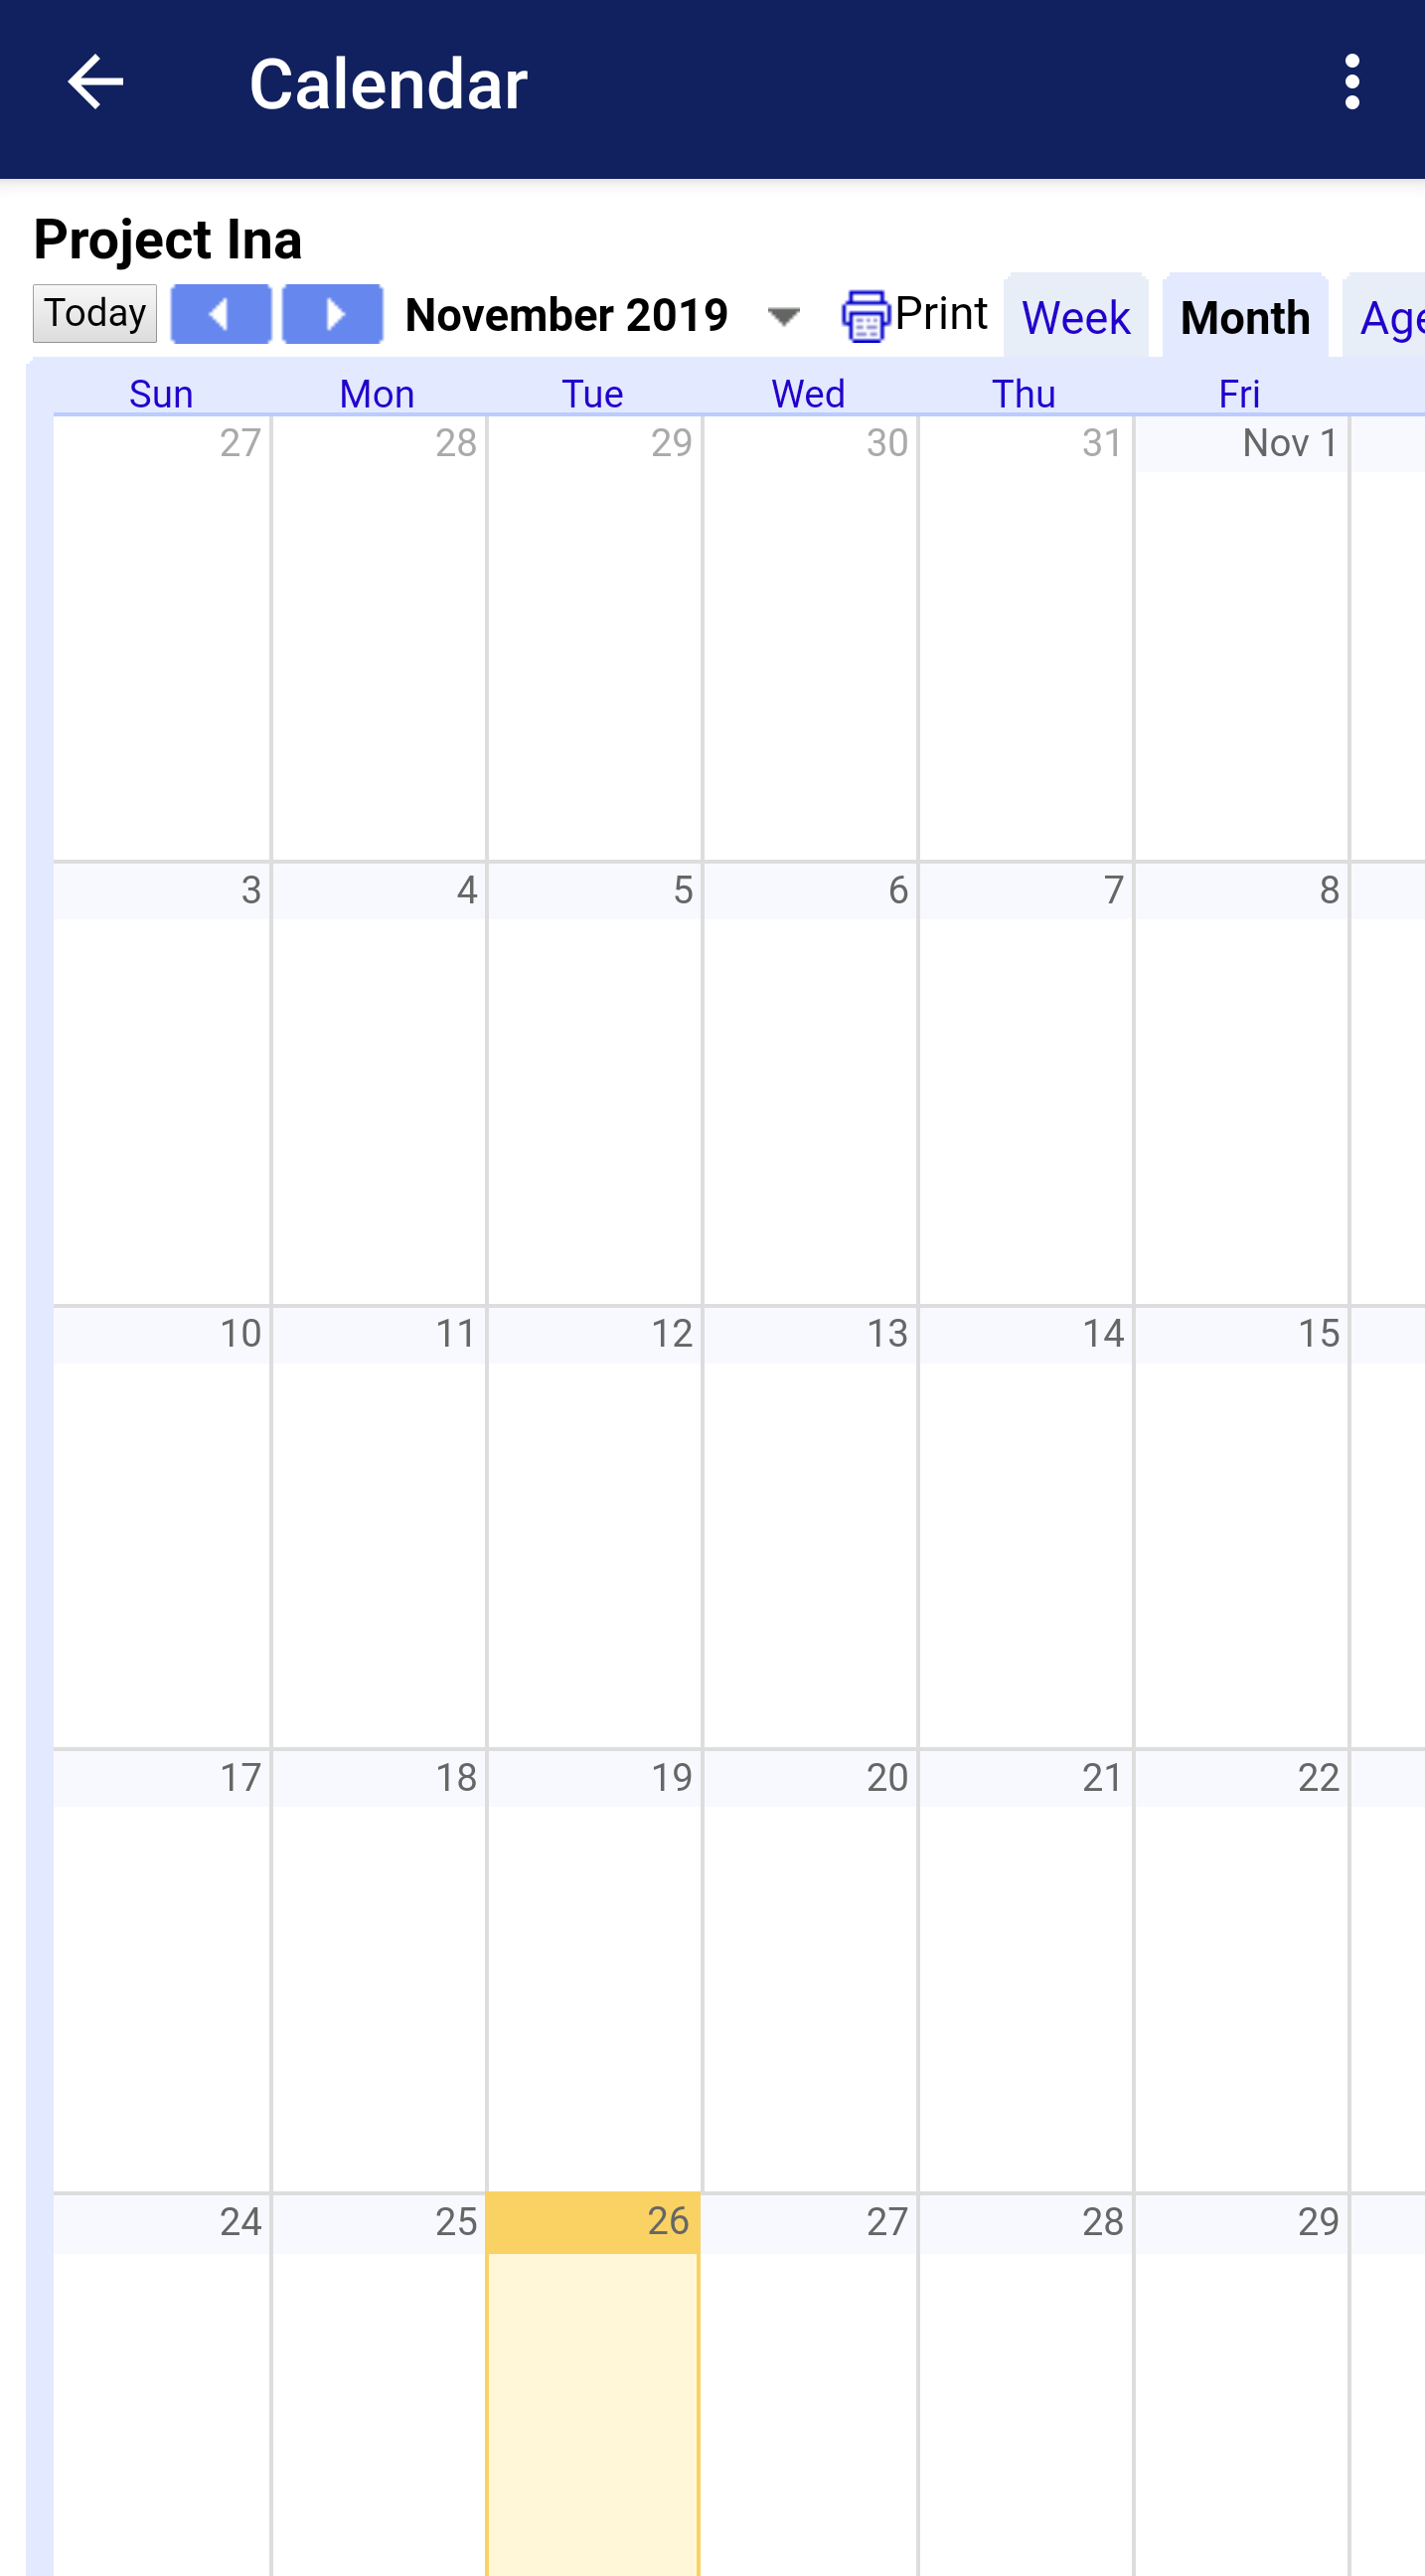 Calendar
Project Ina
Today November 2019 Print Week Month Age
Sun Mon Tue Wed Thu Fri
27 28 29 30 31 Nov 1
3 4 5 6 7 8
10 11 12 13 14 15
17 18 19 20 21 22
24 25 26 27 28 29